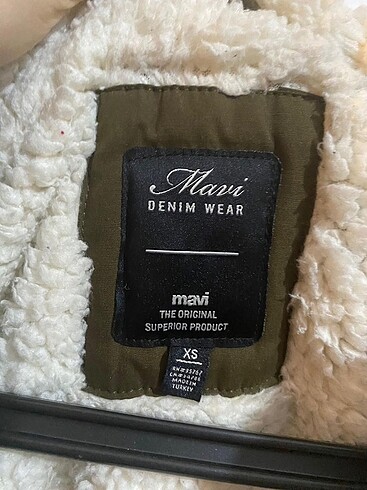 Mavi
DENIM WEAR
mavi
THE ORIGINAL
SUPERIOR PRODUCT
XS
MADE IN
TURKEY